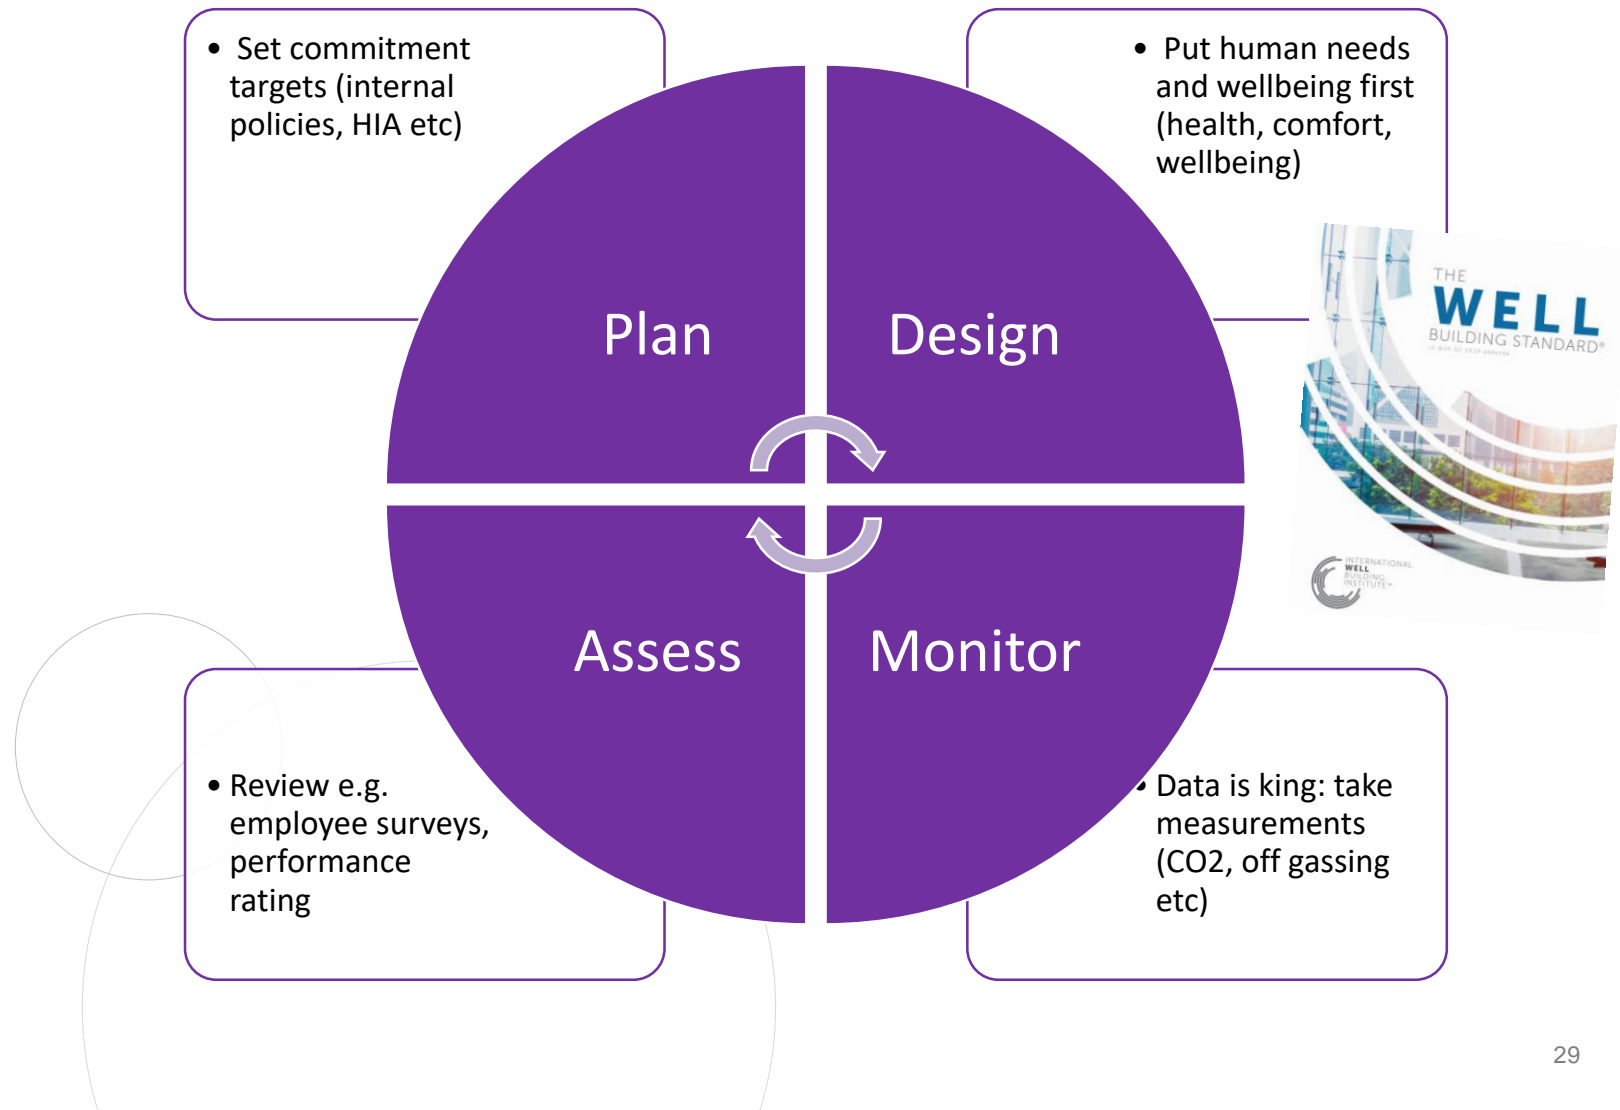 • Set commitment
targets (internal
policies, HIA etc)
• Put human needs
and wellbeing first
(health, comfort,
wellbeing)
THE
WELL
BUILDING STANDARD®
Plan
Design
INTERNATIONAL
WELL
BUILDING
INSTITUTE™
Assess
Monitor
• Review e.g.
employee surveys,
performance
rating
• Data is king: take
measurements
(CO2, off gassing
etc)
29